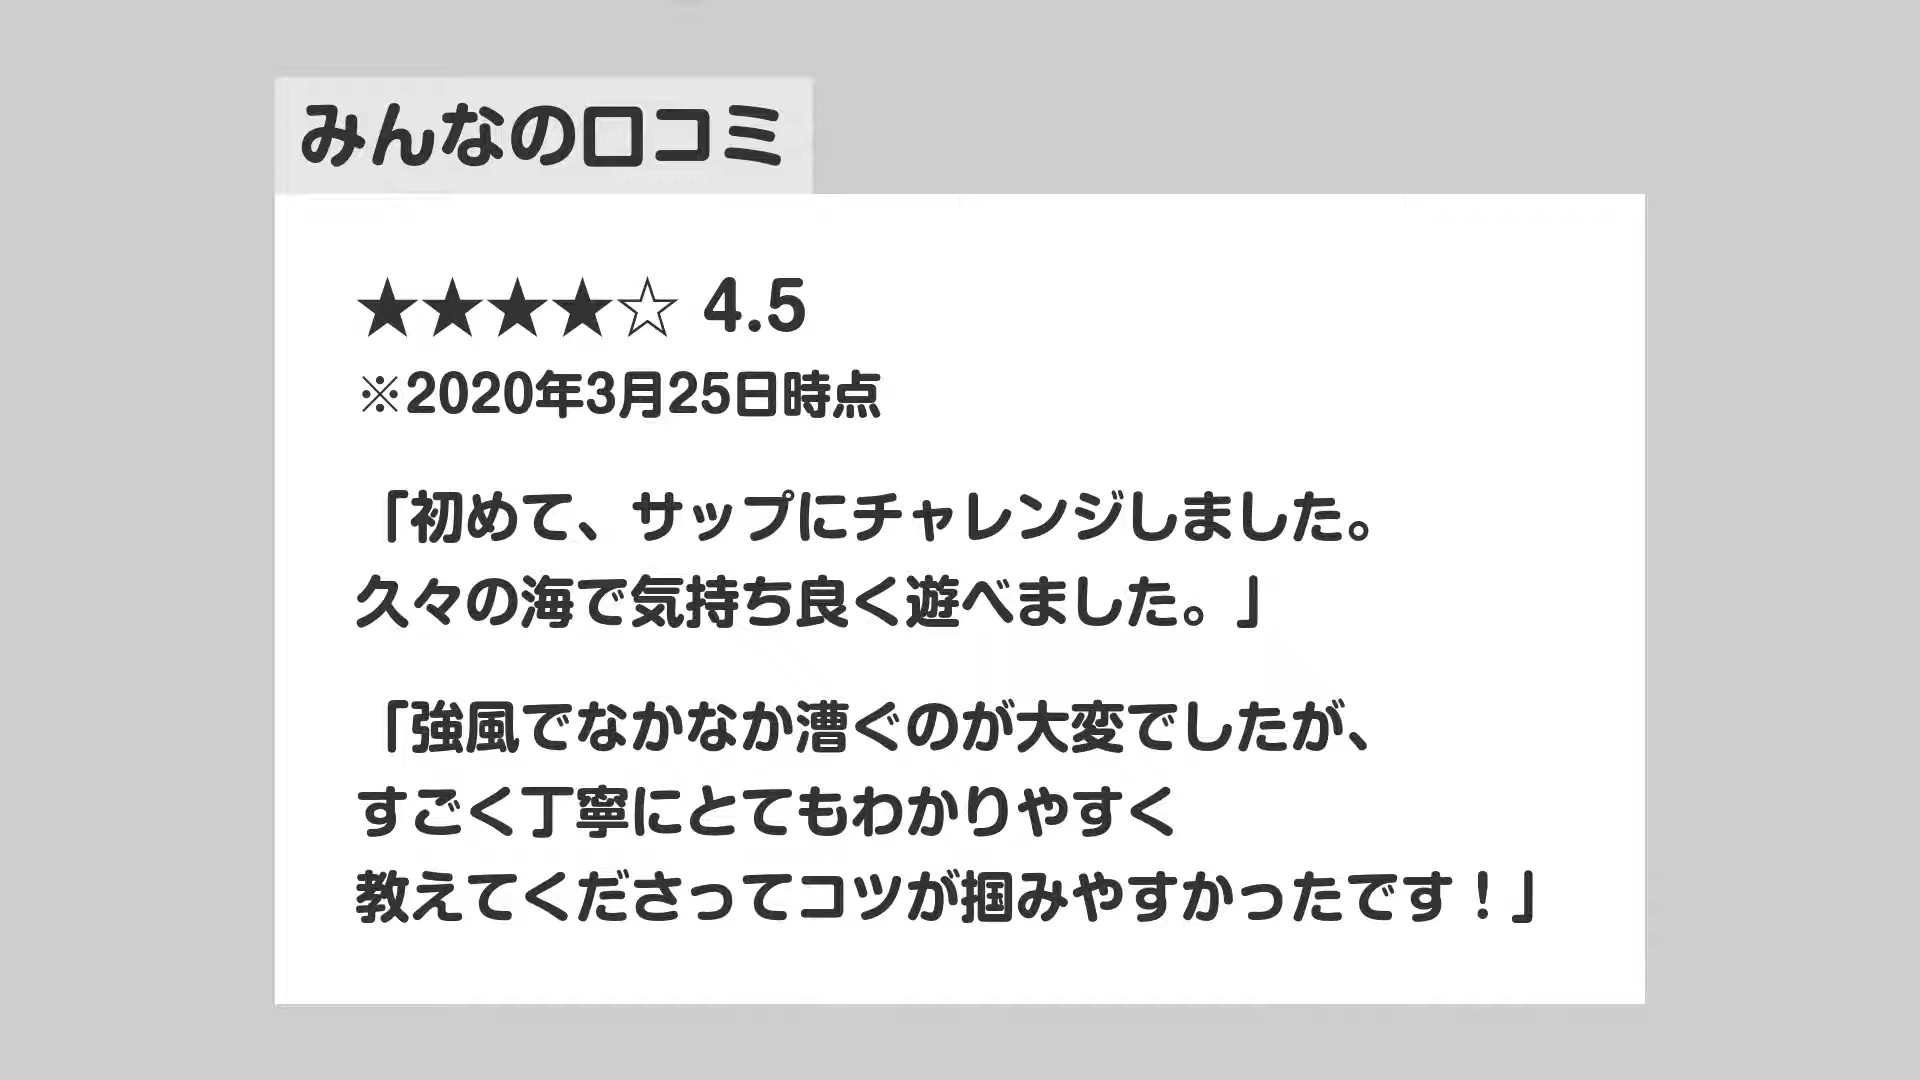 みんなの口コミ
★★★★☆ 4.5
※2020年3月25日時点
「初めて、サップにチャレンジしました。
久々の海で気持ち良く遊べました。」
「強風でなかなか漕ぐのが大変でしたが、
すごく丁寧にとてもわかりやすく
教えてくださってコツが掴みやすかったです！」